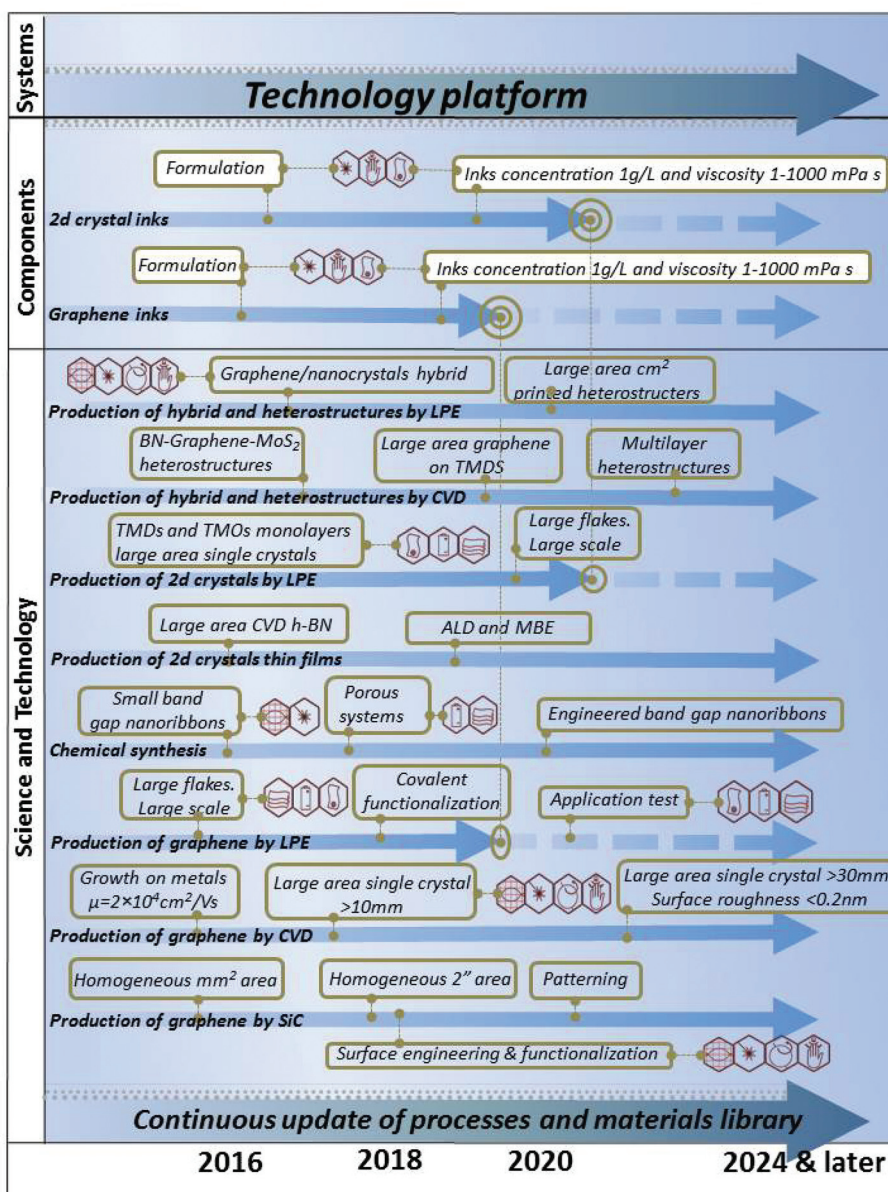 Systems
Technology platform
Components
Formulation
Inks concentration 1g/L and viscosity 1-1000 mPa s
2d crystal inks
Formulation
Inks concentration 1g/L and viscosity 1-1000 mPa s
Graphene inks
Science and Technology
Graphene/nanocrystals hybrid
Large area cm²
printed heterostructers
Production of hybrid and heterostructures by LPE
BN-Graphene-MoS₂
heterostructures
Large area graphene
on TMDS
Multilayer
heterostructures
Production of hybrid and heterostructures by CVD
TMDs and TMOs monolayers
large area single crystals
Large flakes.
Large scale
Production of 2d crystals by LPE
Large area CVD h-BN
ALD and MBE
Production of 2d crystals thin films
Small band
gap nanoribbons
Porous
systems
Engineered band gap nanoribbons
Chemical synthesis
Large flakes.
Large scale
Covalent
functionalization
Application test
Production of graphene by LPE
Growth on metals
μ=2×10⁴cm²/Vs
Large area single crystal
>10mm
Large area single crystal >30mm
Surface roughness <0.2nm
Production of graphene by CVD
Homogeneous mm² area
Homogeneous 2” area
Patterning
Production of graphene by SiC
Surface engineering & functionalization
Continuous update of processes and materials library
2016
2018
2020
2024 & later